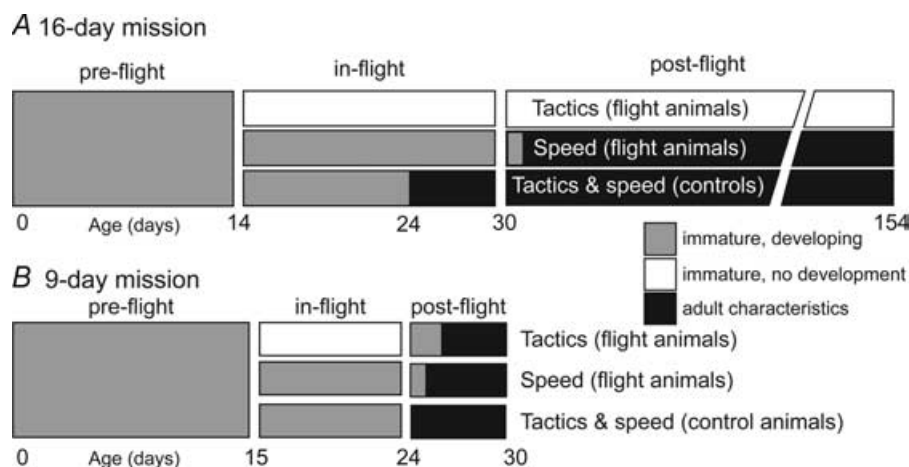 A 16-day mission
pre-flight in-flight post-flight
Tactics (flight animals)
Speed (flight animals)
Tactics & speed (controls)
0 Age (days) 14 24 30 154
immature, developing
immature, no development
adult characteristics
B 9-day mission
pre-flight in-flight post-flight
Tactics (flight animals)
Speed (flight animals)
Tactics & speed (control animals)
0 Age (days) 15 24 30